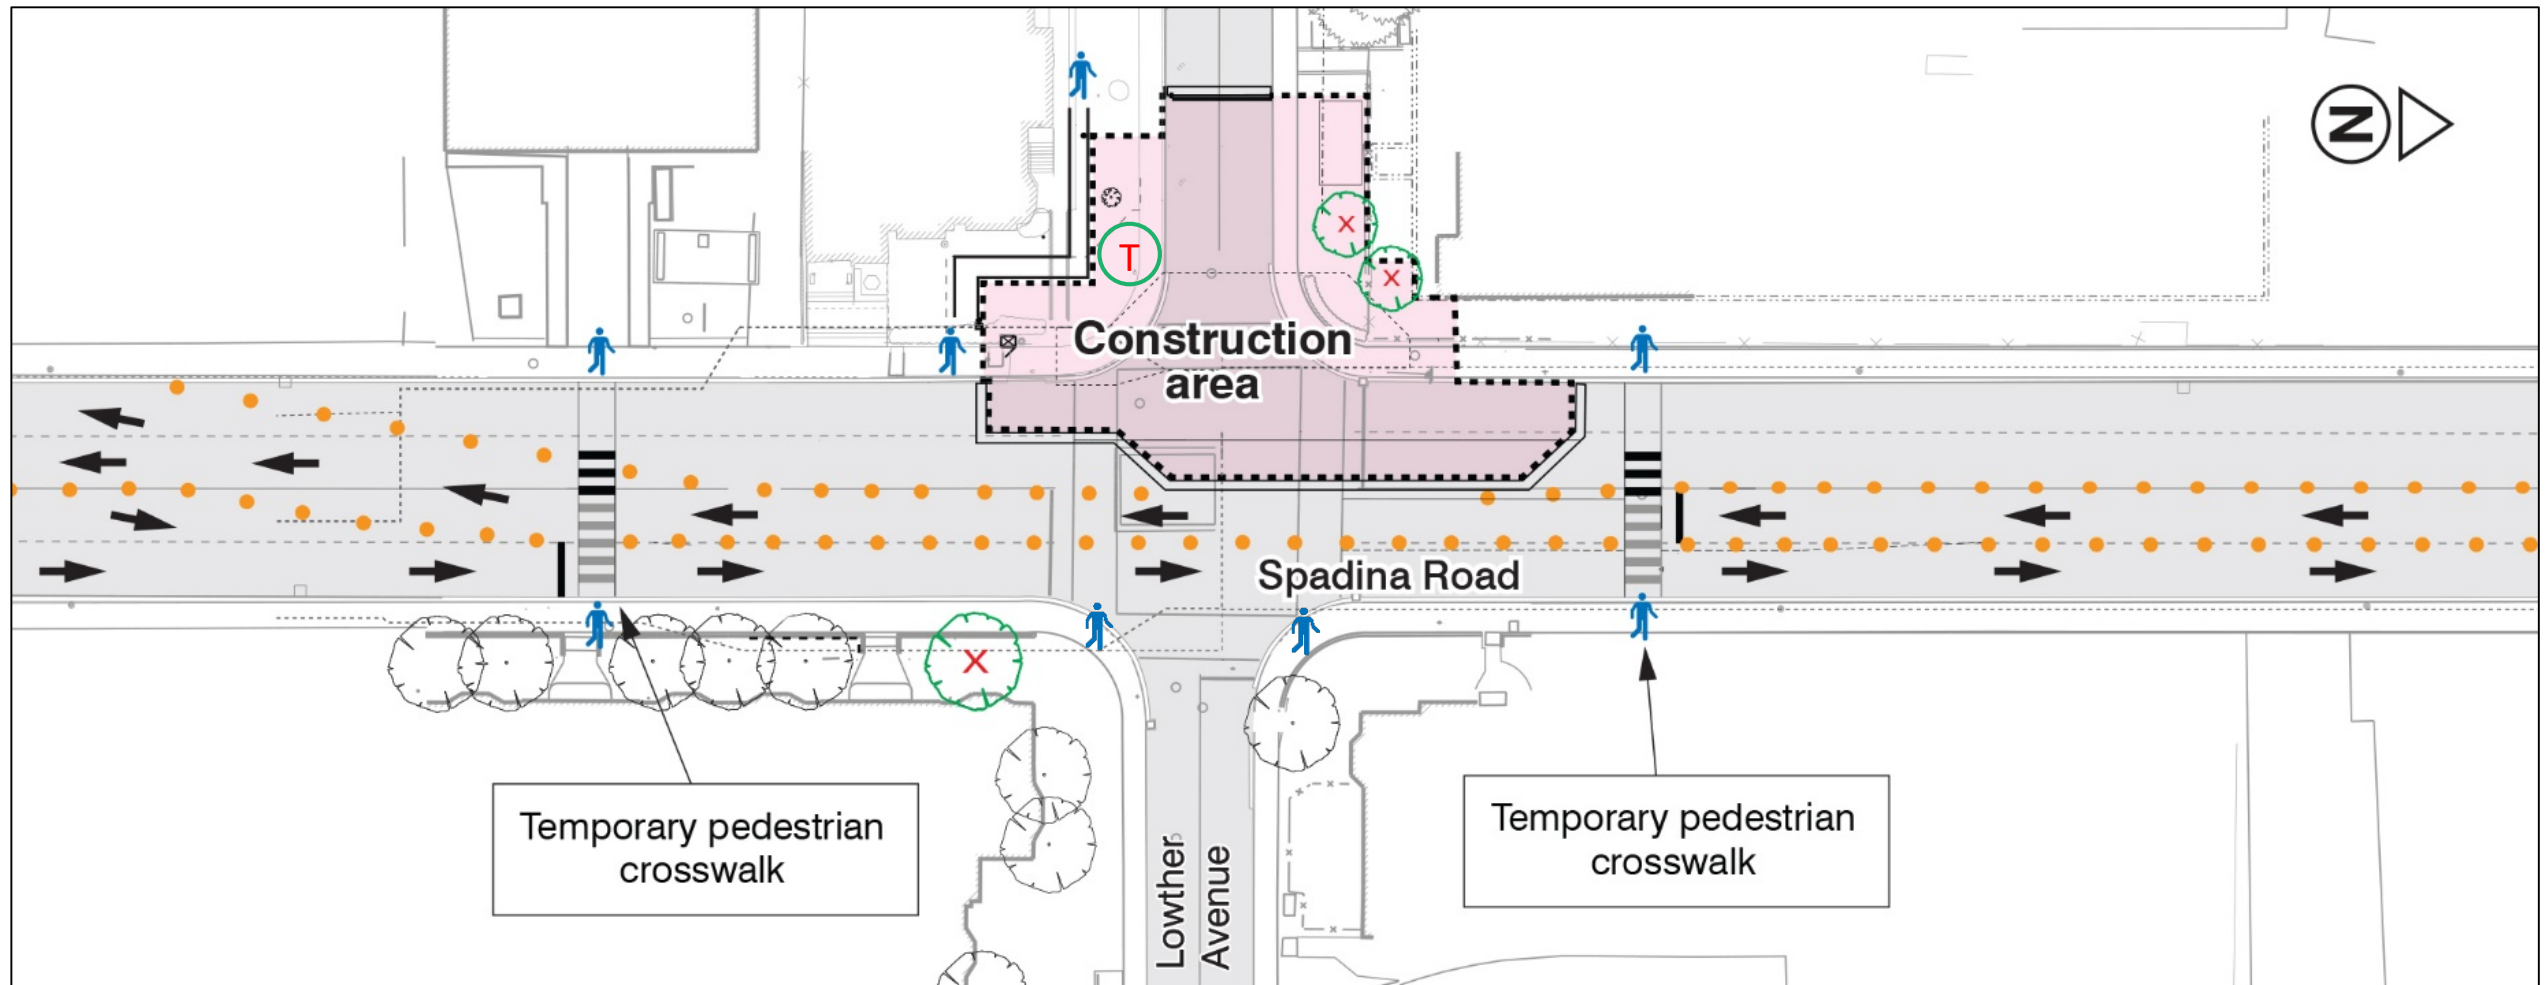 N
T
X
X
Construction
area
Spadina Road
X
Temporary pedestrian
crosswalk
Temporary pedestrian
crosswalk
Lowther
Avenue